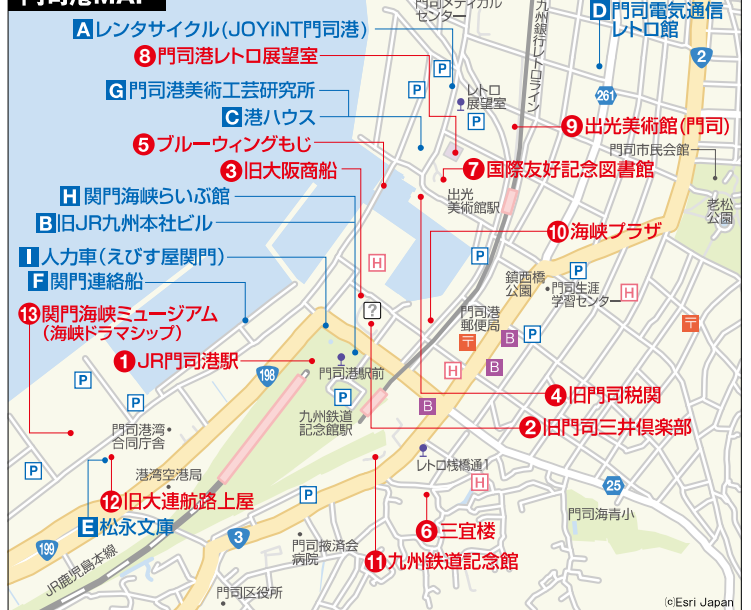 門司港MAP
門司メディカル
センター
九州銀行レトロライン
D 門司電気通信
レトロ館
A レンタサイクル(JOYiNT門司港)
8 門司港レトロ展望室
2
P
P
P
G 門司港美術工芸研究所
レトロ
展望室
261
C 港ハウス
P
9 出光美術館(門司)
5 ブルーウィングもじ
門司市民会館
3 旧大阪商船
7 国際友好記念図書館
H 関門海峡らいぶ館
出光
美術館駅
老松
公園
B 旧JR九州本社ビル
10 海峡プラザ
I 人力車(えびす屋関門)
H
P
鎮西橋
公園
P
F 関門連絡船
門司生涯
学習センター
H
13 関門海峡ミュージアム
(海峡ドラマシップ)
?
門司港
郵便局
〒
B
P
〒
1 JR門司港駅
門司港駅前
H
B
198
P
P
P
九州鉄道
記念館駅
B
4 旧門司税関
門司港湾
合同庁舎
2 旧門司三井倶楽部
P
港湾空港局
レトロ桟橋通1
H
25
12 旧大連航路上屋
P
門司海青小
E 松永文庫
6 三宜楼
3
199
門司掖済会
病院
11 九州鉄道記念館
JR鹿児島本線
門司区役所
(c)Esri Japan